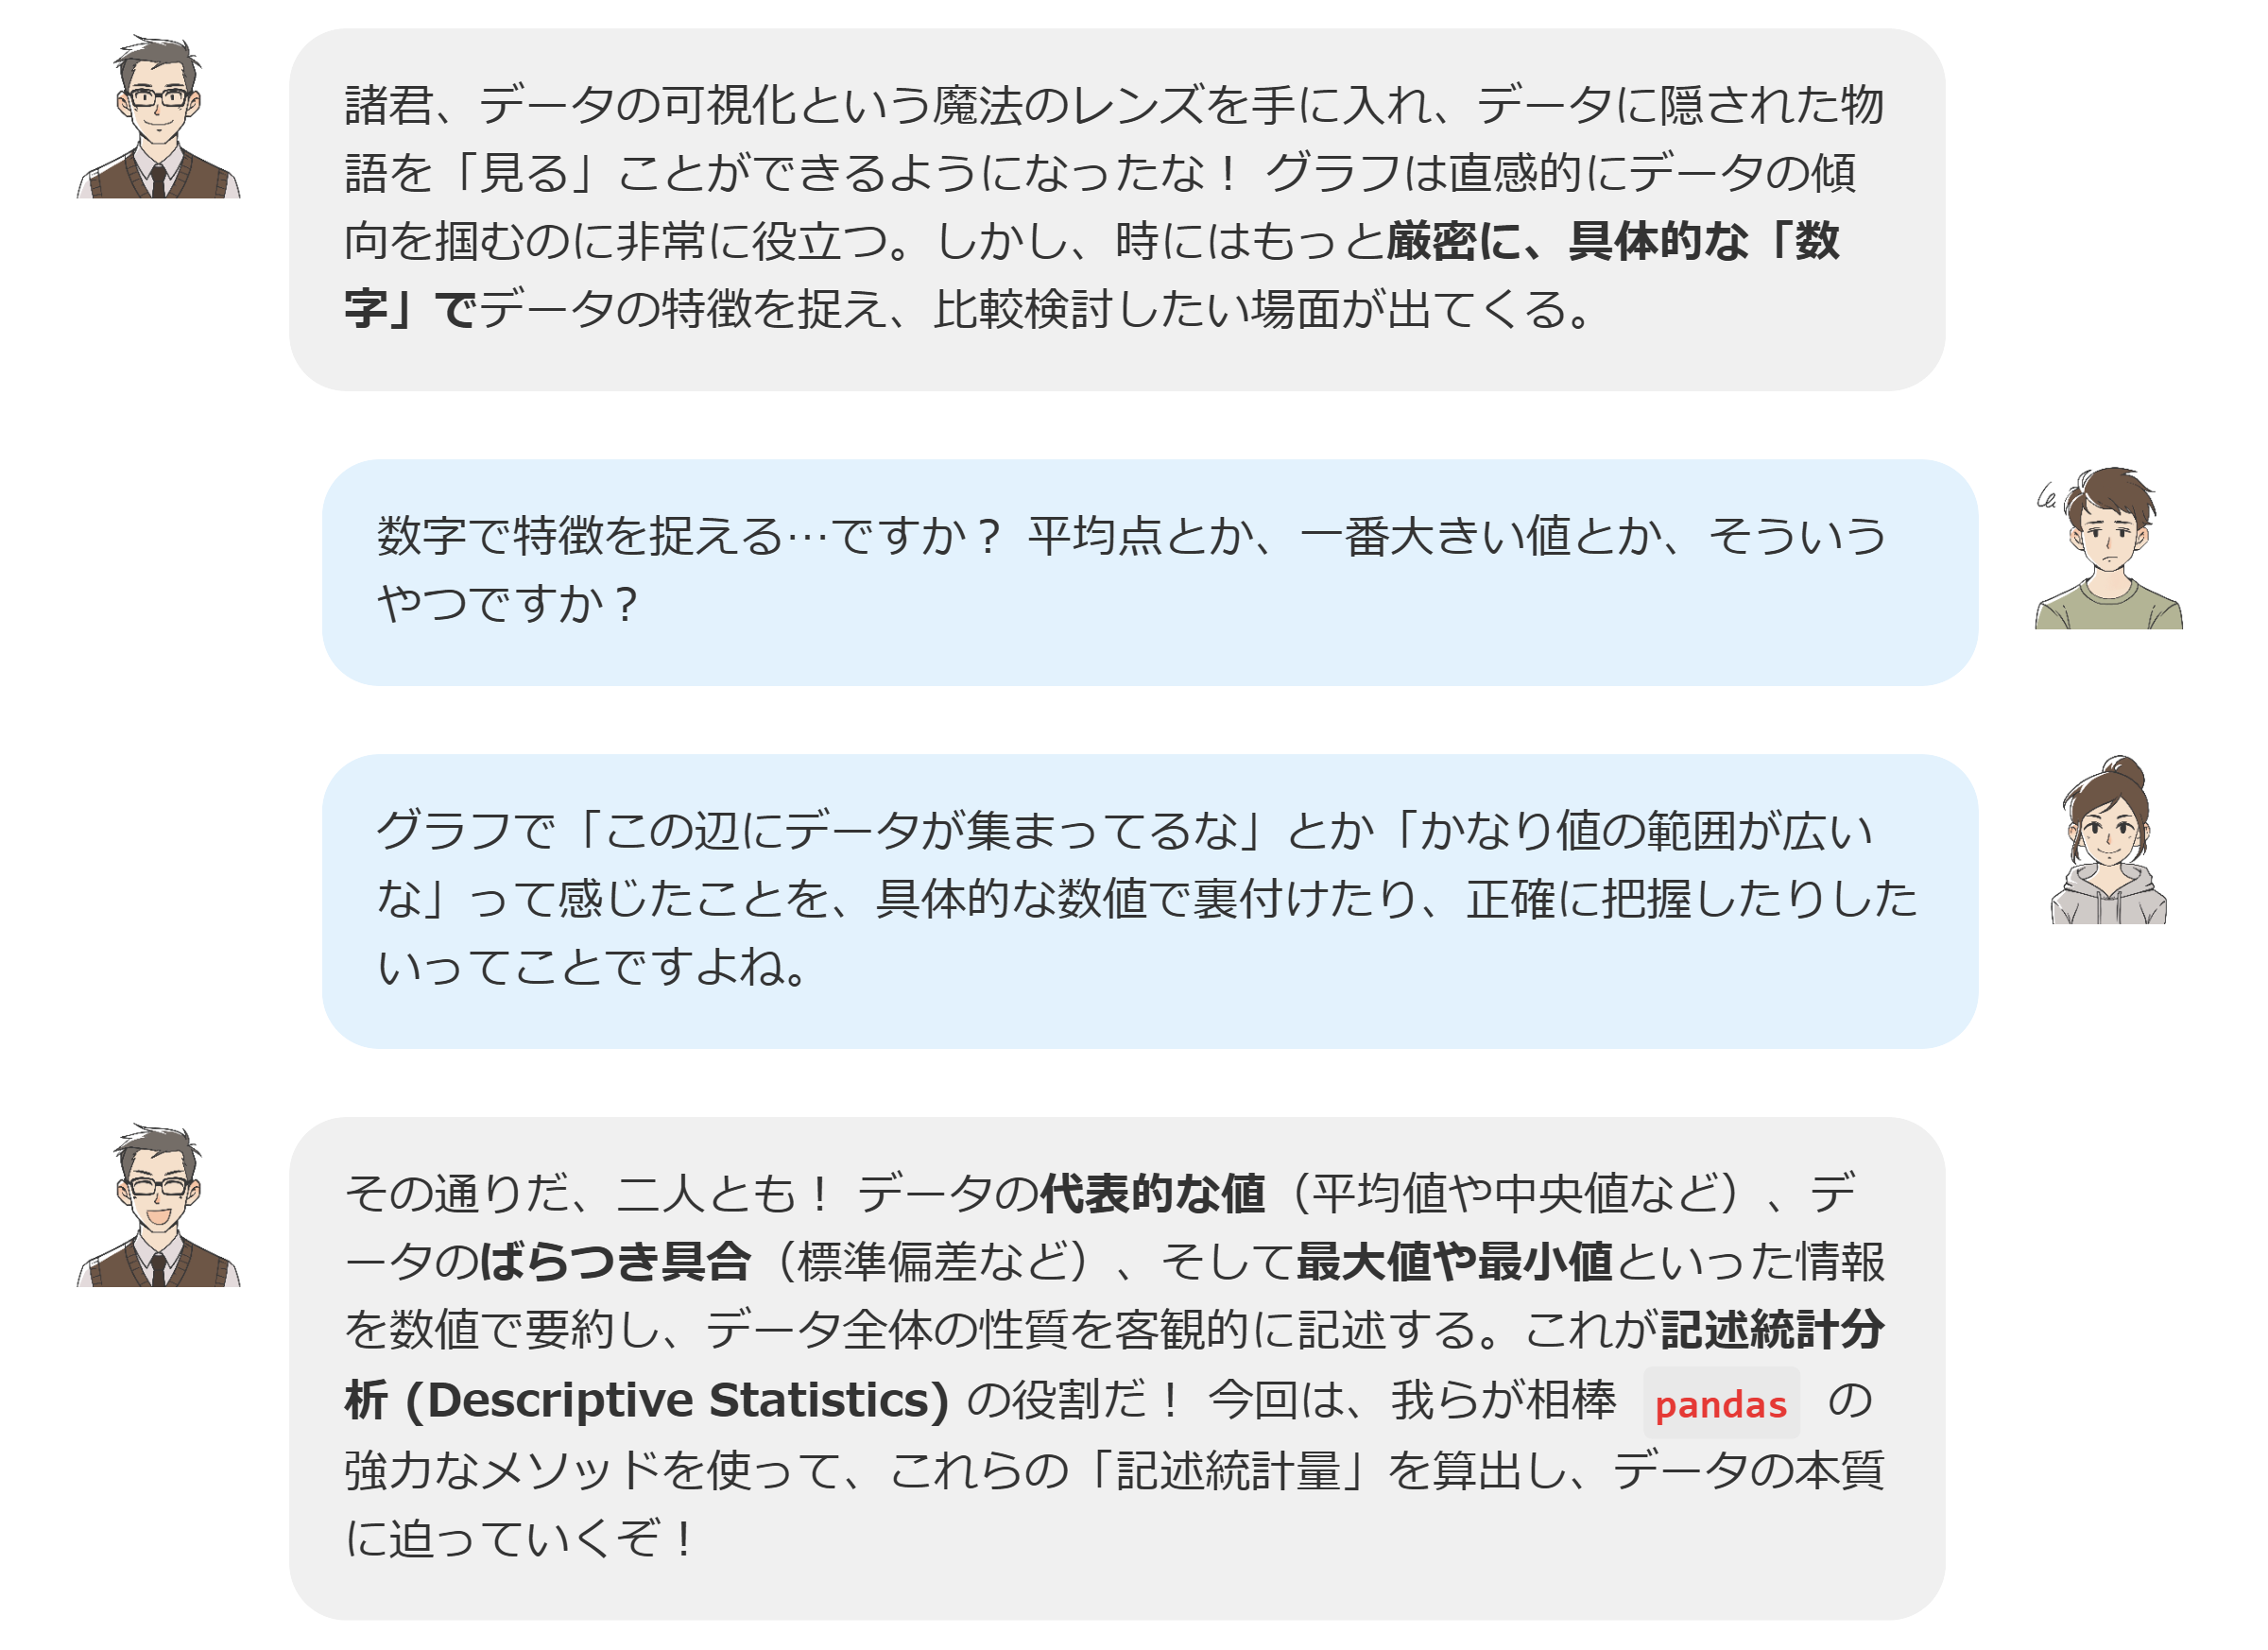 諸君、データの可視化という魔法のレンズを手に入れ、データに隠された物
語を「見る」ことができるようになったな！ グラフは直感的にデータの傾
向を掴むのに非常に役立つ。しかし、時にはもっと厳密に、具体的な「数
字」でデータの特徴を捉え、比較検討したい場面が出てくる。
数字で特徴を捉える…ですか？ 平均点とか、一番大きい値とか、そういう
やつですか？
グラフで「この辺にデータが集まってるな」とか「かなり値の範囲が広い
な」って感じたことを、具体的な数値で裏付けたり、正確に把握したりした
いってことですよね。
その通りだ、二人とも！ データの代表的な値（平均値や中央値など）、デ
ータのばらつき具合（標準偏差など）、そして最大値や最小値といった情報
を数値で要約し、データ全体の性質を客観的に記述する。これが記述統計分
析 (Descriptive Statistics) の役割だ！ 今回は、我らが相棒 pandas の
強力なメソッドを使って、これらの「記述統計量」を算出し、データの本質
に迫っていくぞ！